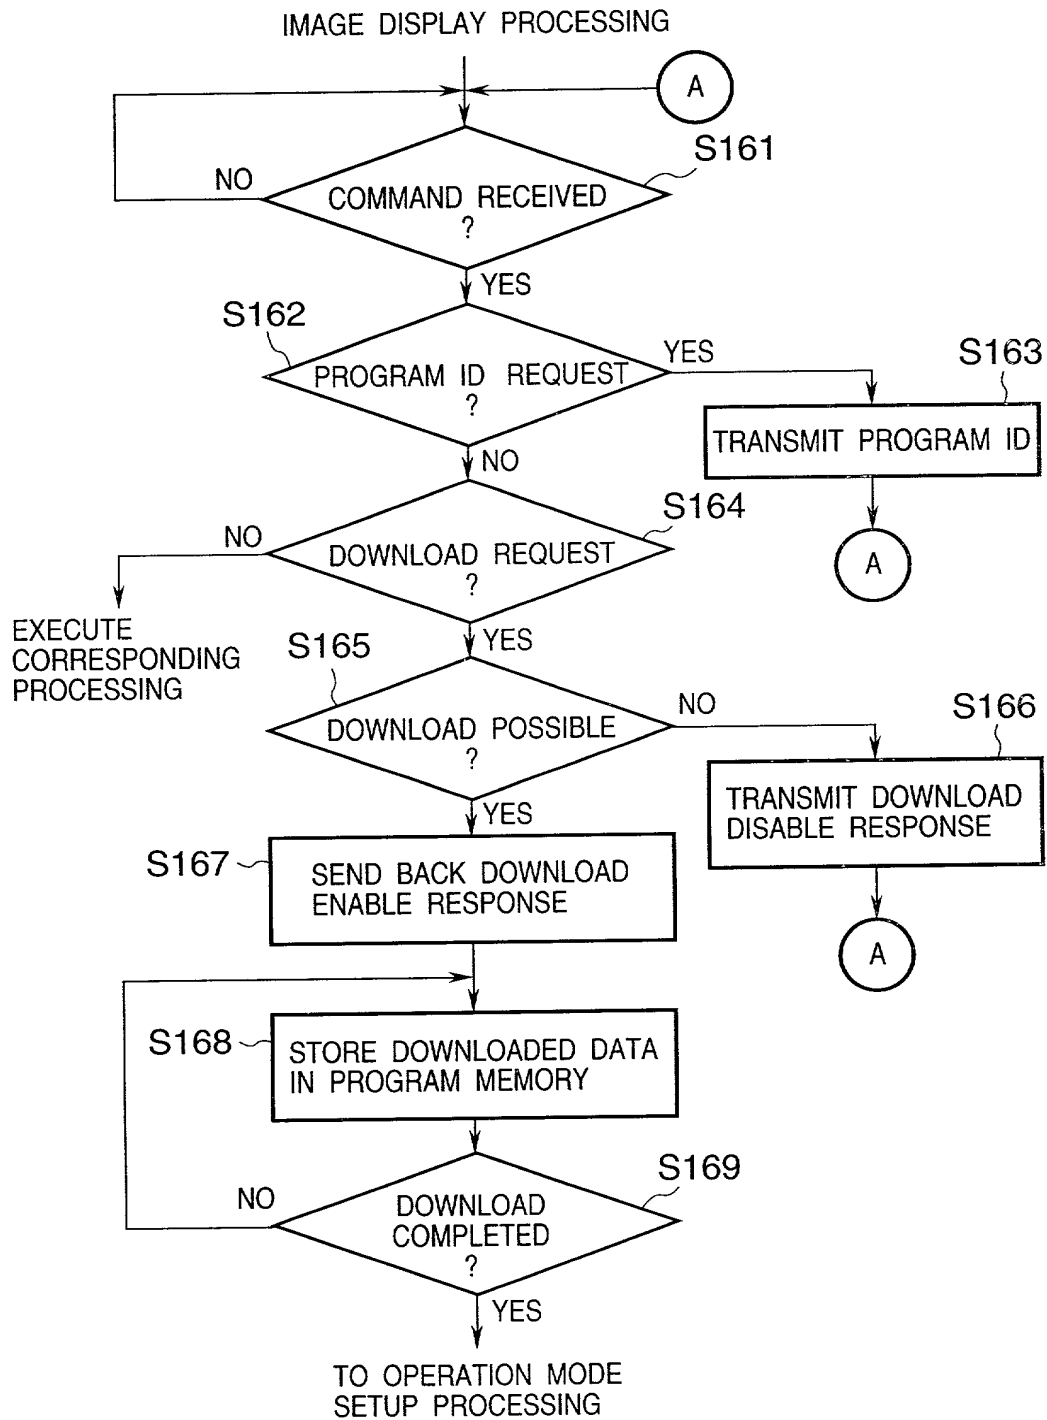 IMAGE DISPLAY PROCESSING
A
S161
NO
COMMAND RECEIVED
?
YES
S162
PROGRAM ID REQUEST
?
YES
S163
TRANSMIT PROGRAM ID
A
NO
S164
NO
DOWNLOAD REQUEST
?
EXECUTE
CORRESPONDING
PROCESSING
YES
S165
DOWNLOAD POSSIBLE
?
NO
S166
TRANSMIT DOWNLOAD
DISABLE RESPONSE
A
YES
S167
SEND BACK DOWNLOAD
ENABLE RESPONSE
S168
STORE DOWNLOADED DATA
IN PROGRAM MEMORY
S169
NO
DOWNLOAD
COMPLETED
?
YES
TO OPERATION MODE
SETUP PROCESSING